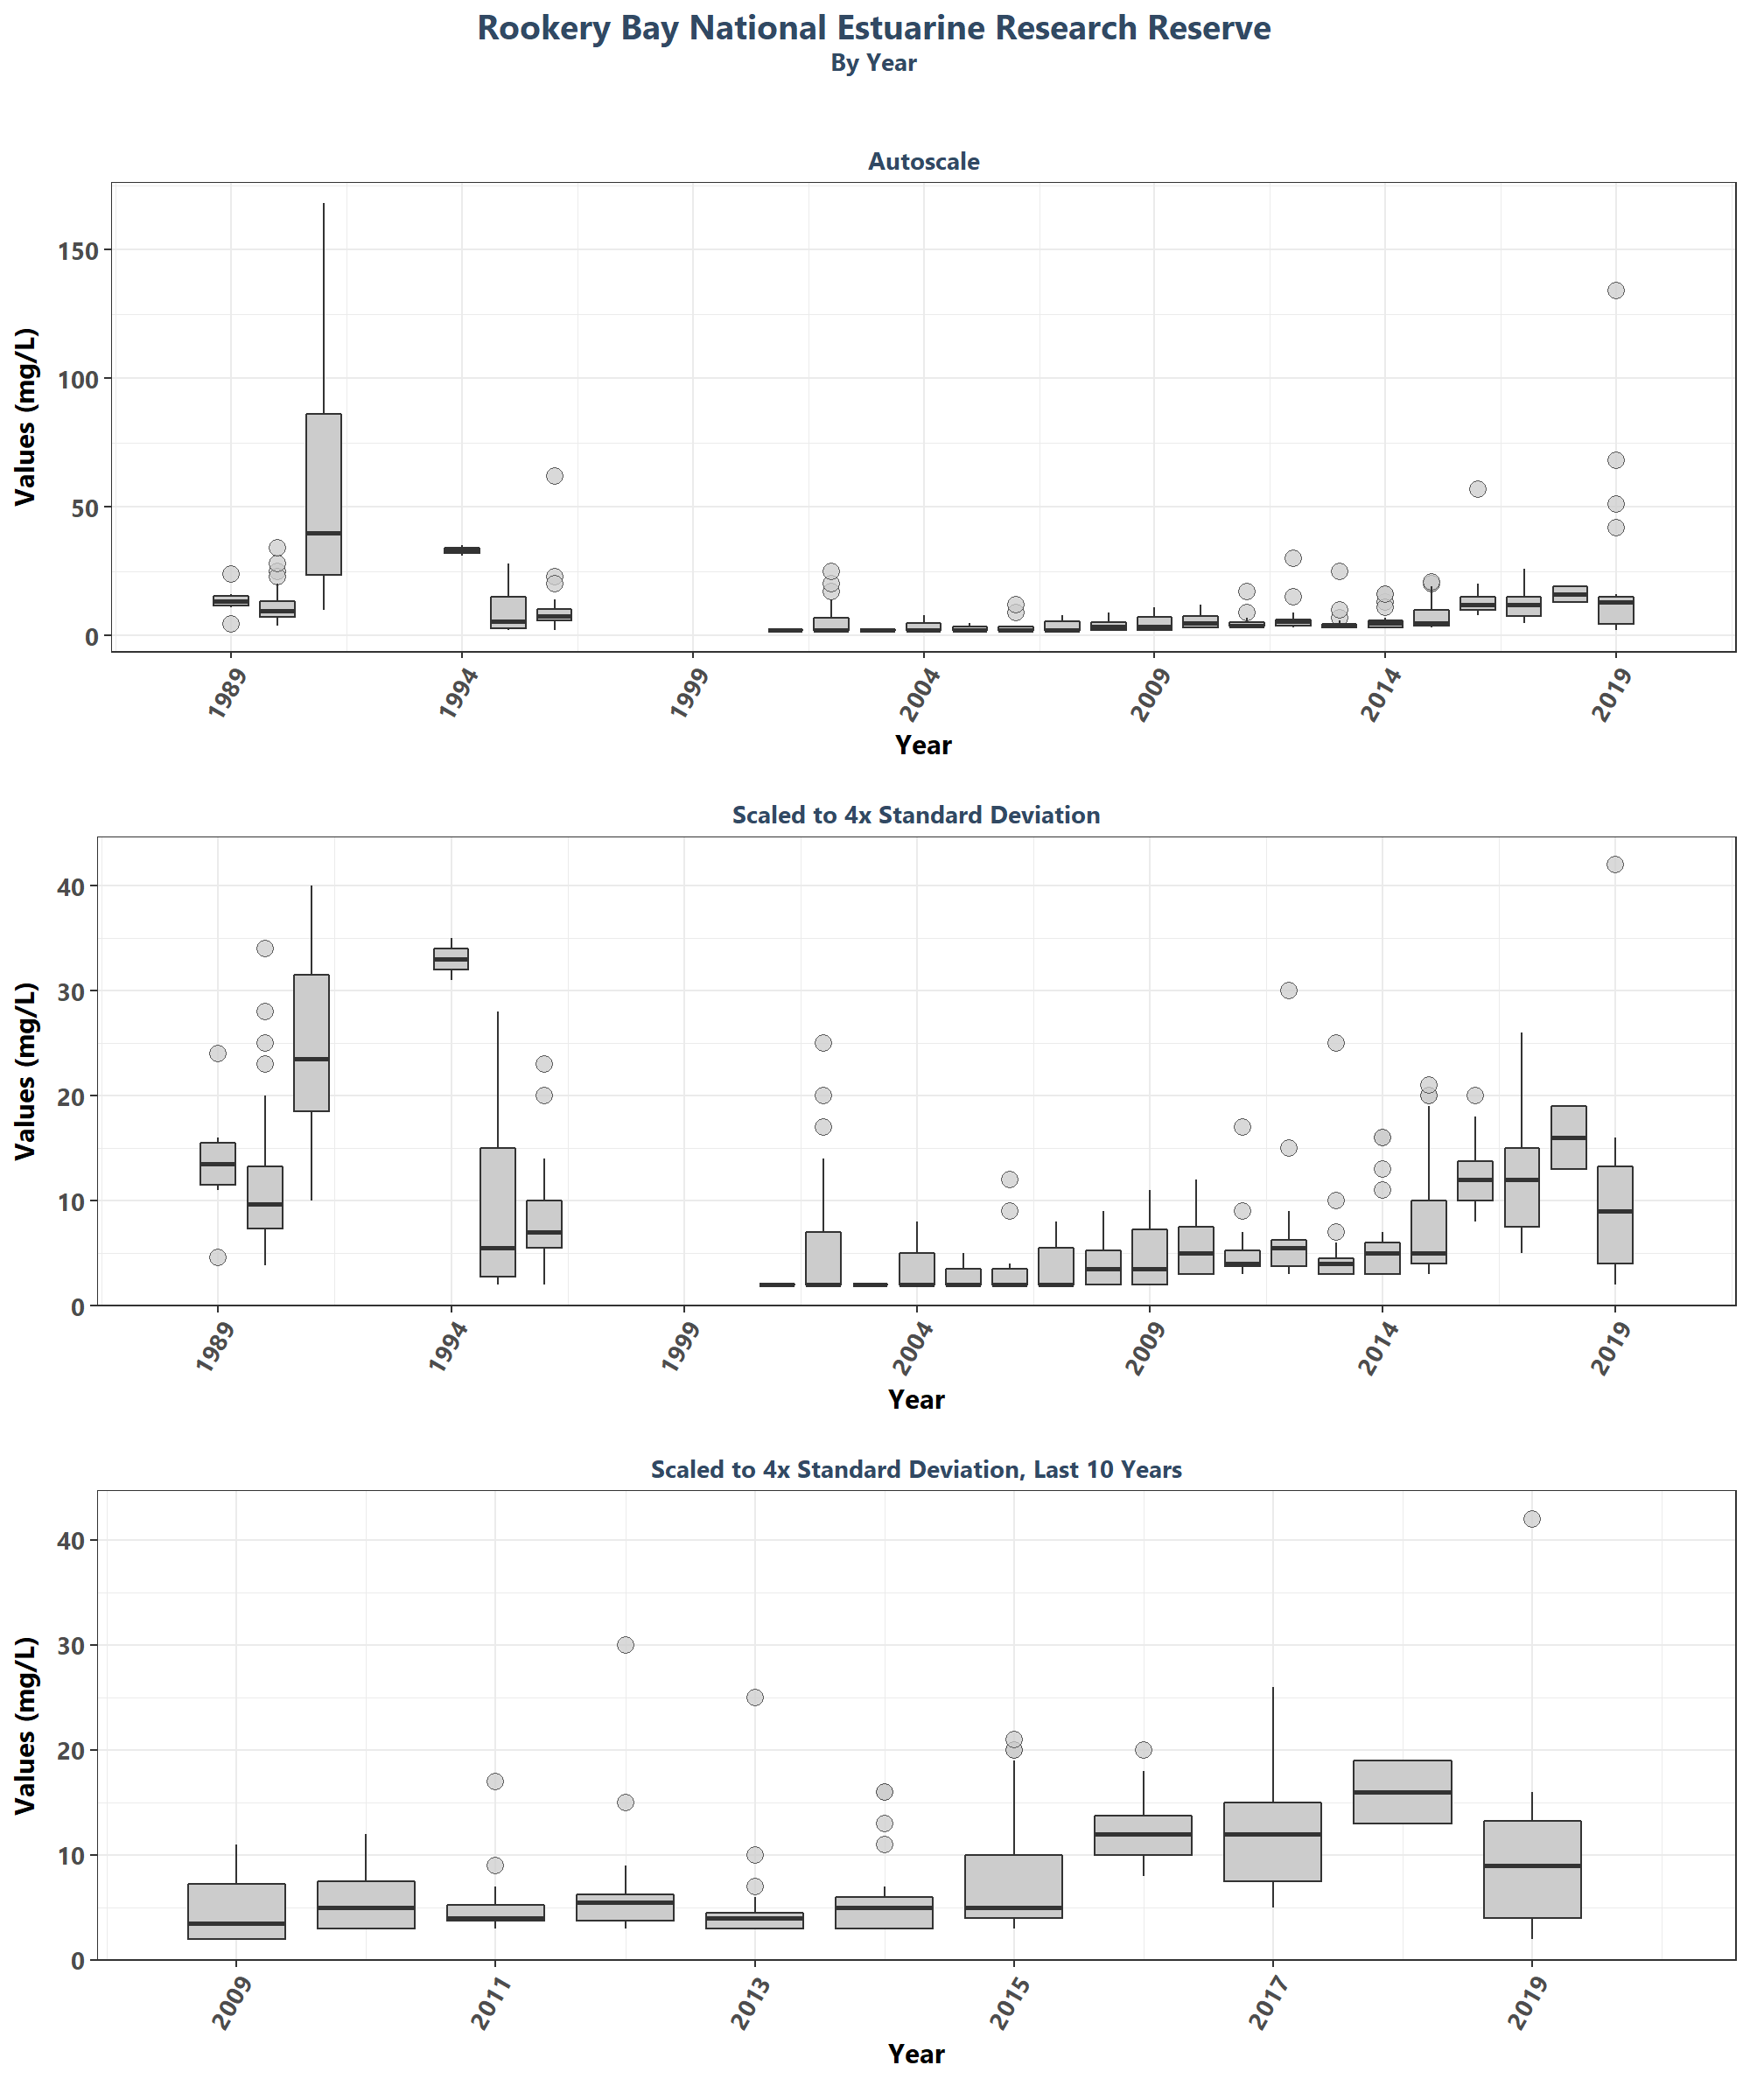 Rookery Bay National Estuarine Research Reserve
By Year
Autoscale
Values (mg/L)
150
100
50
0
1989 1994 1999 2004 2009 2014 2019
Year
Scaled to 4x Standard Deviation
Values (mg/L)
40
30
20
10
0
1989 1994 1999 2004 2009 2014 2019
Year
Scaled to 4x Standard Deviation, Last 10 Years
Values (mg/L)
40
30
20
10
0
2009 2011 2013 2015 2017 2019
Year